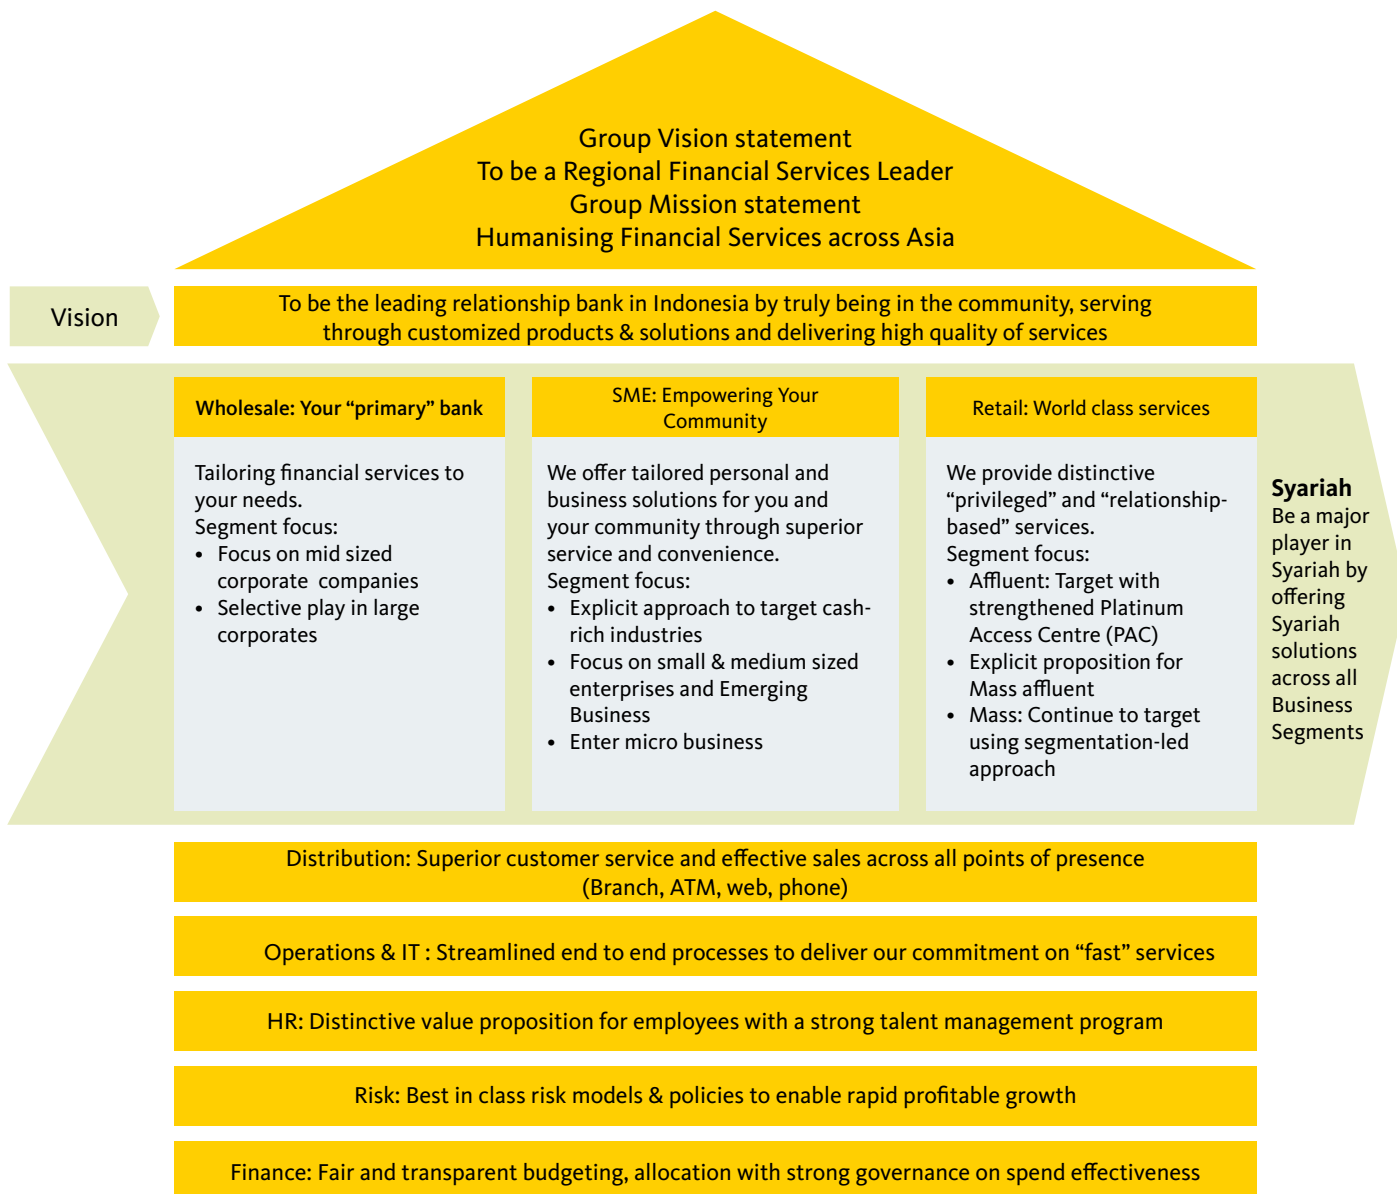 Group Vision statement
To be a Regional Financial Services Leader
Group Mission statement
Humanising Financial Services across Asia
Vision
To be the leading relationship bank in Indonesia by truly being in the community, serving
through customized products & solutions and delivering high quality of services
Wholesale: Your “primary” bank
Tailoring financial services to
your needs.
Segment focus:
• Focus on mid sized
corporate companies
• Selective play in large
corporates
SME: Empowering Your
Community
We offer tailored personal and
business solutions for you and
your community through superior
service and convenience.
Segment focus:
• Explicit approach to target cash-
rich industries
• Focus on small & medium sized
enterprises and Emerging
Business
• Enter micro business
Retail: World class services
We provide distinctive
“privileged” and “relationship-
based” services.
Segment focus:
• Affluent: Target with
strengthened Platinum
Access Centre (PAC)
• Explicit proposition for
Mass affluent
• Mass: Continue to target
using segmentation-led
approach
Syariah
Be a major
player in
Syariah by
offering
Syariah
solutions
across all
Business
Segments
Distribution: Superior customer service and effective sales across all points of presence
(Branch, ATM, web, phone)
Operations & IT : Streamlined end to end processes to deliver our commitment on “fast” services
HR: Distinctive value proposition for employees with a strong talent management program
Risk: Best in class risk models & policies to enable rapid profitable growth
Finance: Fair and transparent budgeting, allocation with strong governance on spend effectiveness